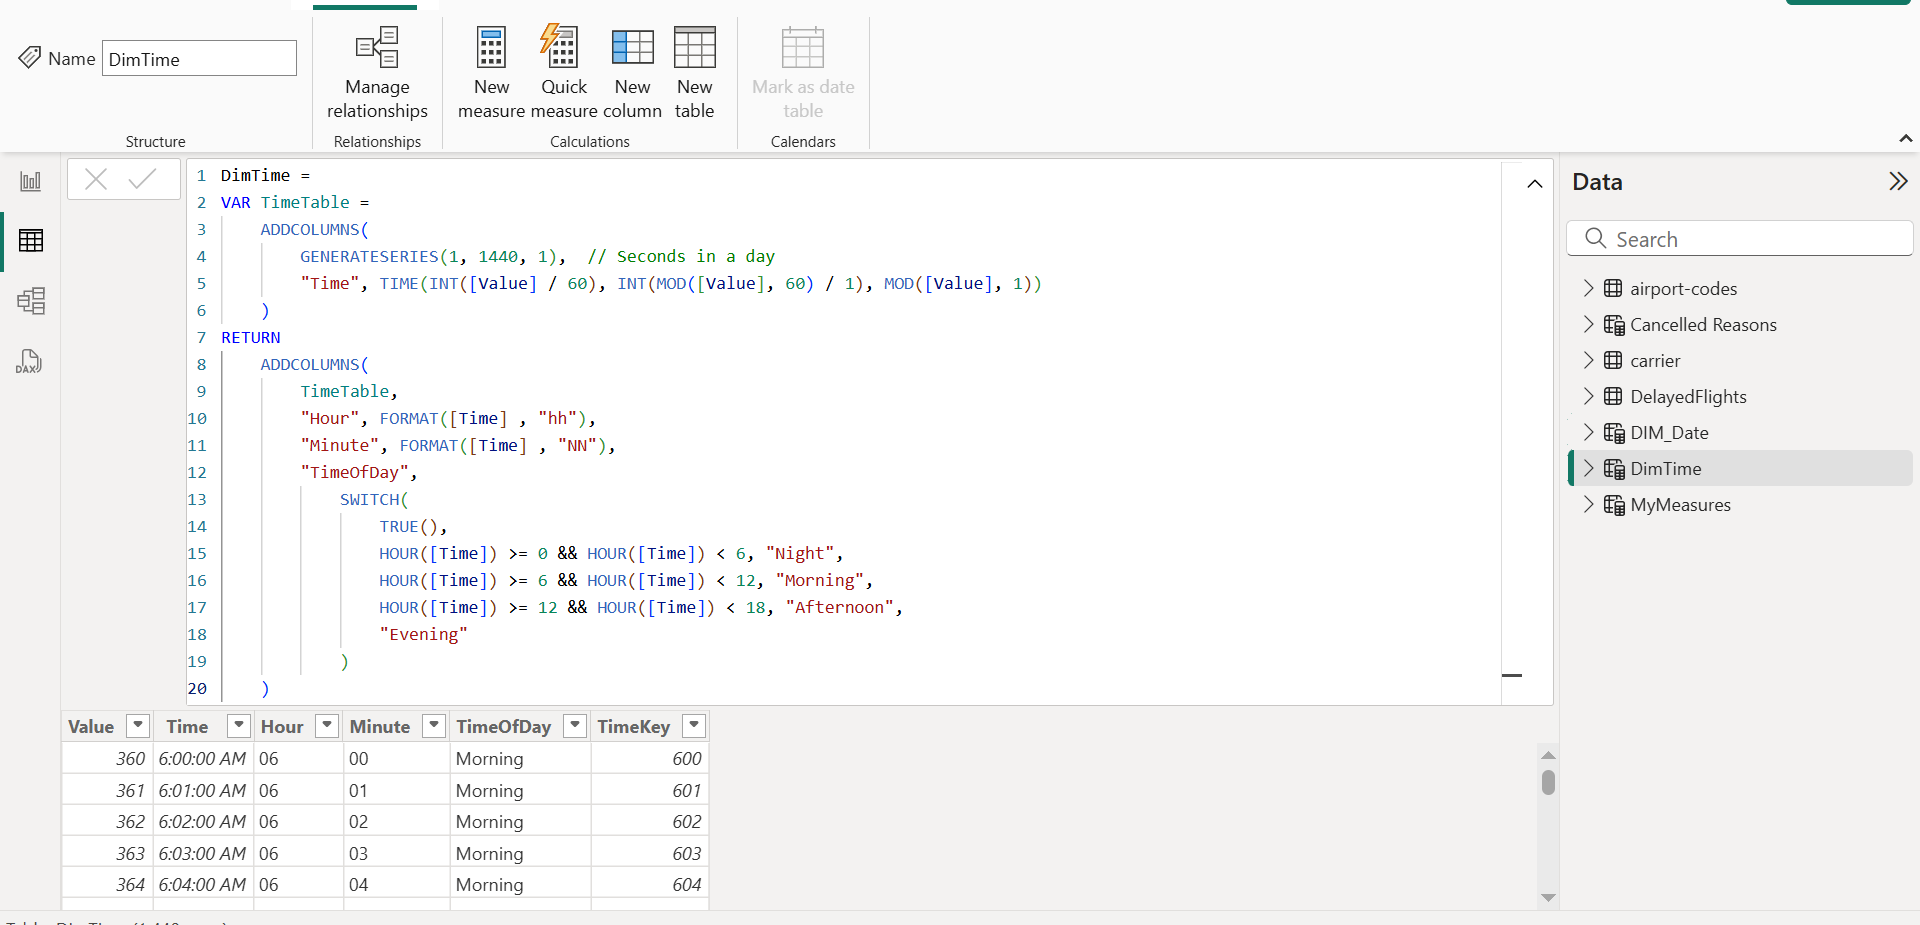 Name DimTime
Manage relationships
New measure
Quick measure
New column
New table
Mark as date table
Structure
Relationships
Calculations
Calendars
1 DimTime =
2 VAR TimeTable =
3 ADDCOLUMNS(
4 GENERATESERIES(1, 1440, 1), // Seconds in a day
5 "Time", TIME(INT([Value] / 60), INT(MOD([Value], 60) / 1), MOD([Value], 1))
6 )
7 RETURN
8 ADDCOLUMNS(
9 TimeTable,
10 "Hour", FORMAT([Time] , "hh"),
11 "Minute", FORMAT([Time] , "NN"),
12 "TimeOfDay",
13 SWITCH(
14 TRUE(),
15 HOUR([Time]) >= 0 && HOUR([Time]) < 6, "Night",
16 HOUR([Time]) >= 6 && HOUR([Time]) < 12, "Morning",
17 HOUR([Time]) >= 12 && HOUR([Time]) < 18, "Afternoon",
18 "Evening"
19 )
20 )
DAX
Value Time Hour Minute TimeOfDay TimeKey
360 6:00:00 AM 06 00 Morning 600
361 6:01:00 AM 06 01 Morning 601
362 6:02:00 AM 06 02 Morning 602
363 6:03:00 AM 06 03 Morning 603
364 6:04:00 AM 06 04 Morning 604
Data
Search
airport-codes
Cancelled Reasons
carrier
DelayedFlights
DIM_Date
DimTime
MyMeasures